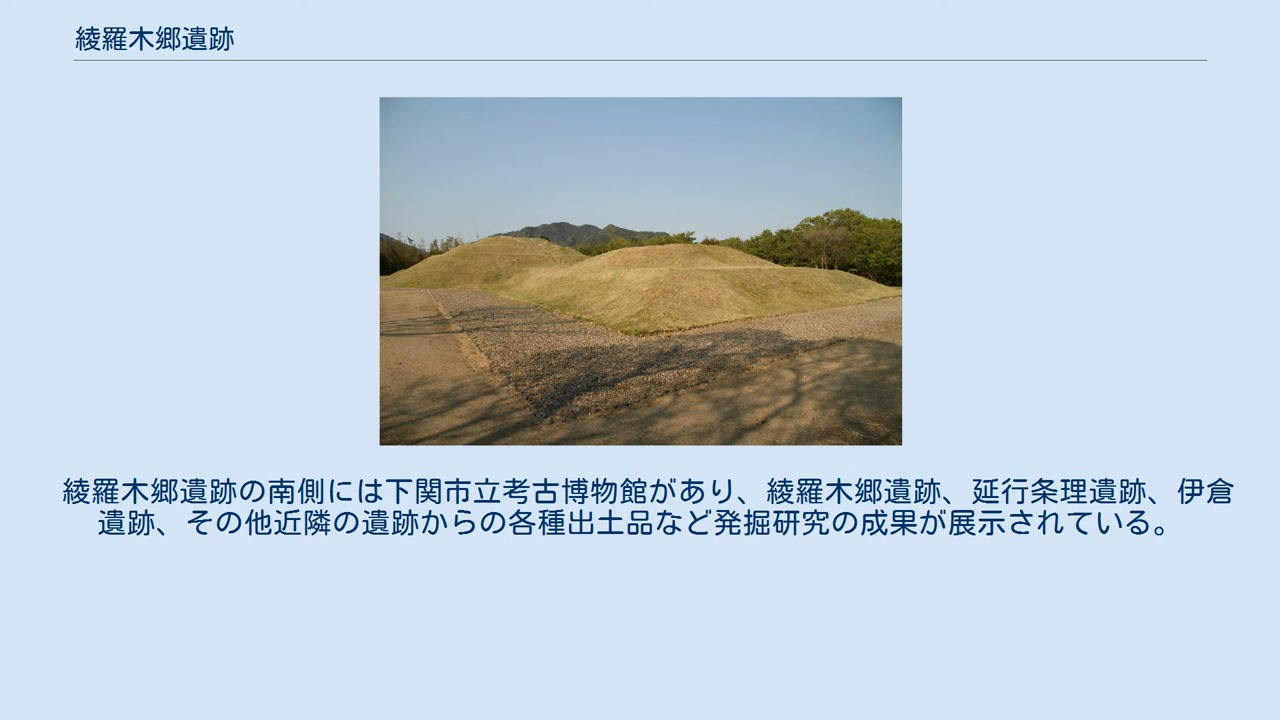 綾羅木郷遺跡
綾羅木郷遺跡の南側には下関市立考古博物館があり、綾羅木郷遺跡、延行条理遺跡、伊倉
遺跡、その他近隣の遺跡からの各種出土品など発掘研究の成果が展示されている。